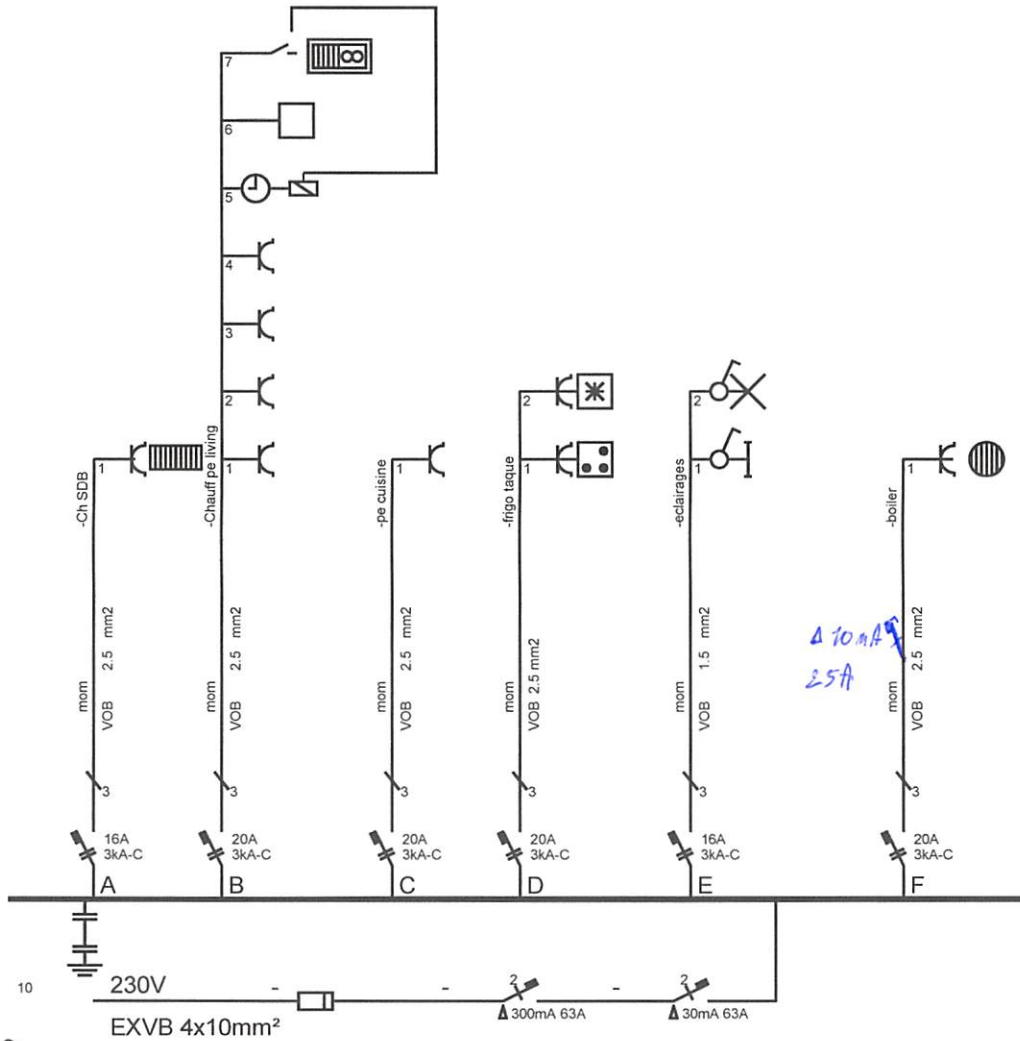 7
6
5
4
3
2
1
-Ch SDB
mom
VOB 2.5 mm2
3
16A
3kA-C
A
1
-Chauff pe living
mom
VOB 2.5 mm2
3
20A
3kA-C
B
1
-pe cuisine
mom
VOB 2.5 mm2
3
20A
3kA-C
C
2
1
-frigo taque
mom
VOB 2.5 mm2
3
20A
3kA-C
D
2
1
-eclairages
mom
VOB 1.5 mm2
3
16A
3kA-C
E
1
-boiler
mom
VOB 2.5 mm2
Δ 10 mA
25A
3
20A
3kA-C
F
10
230V
- - -
EXVB 4x10mm²
2
Δ 300mA 63A
2
Δ 30mA 63A